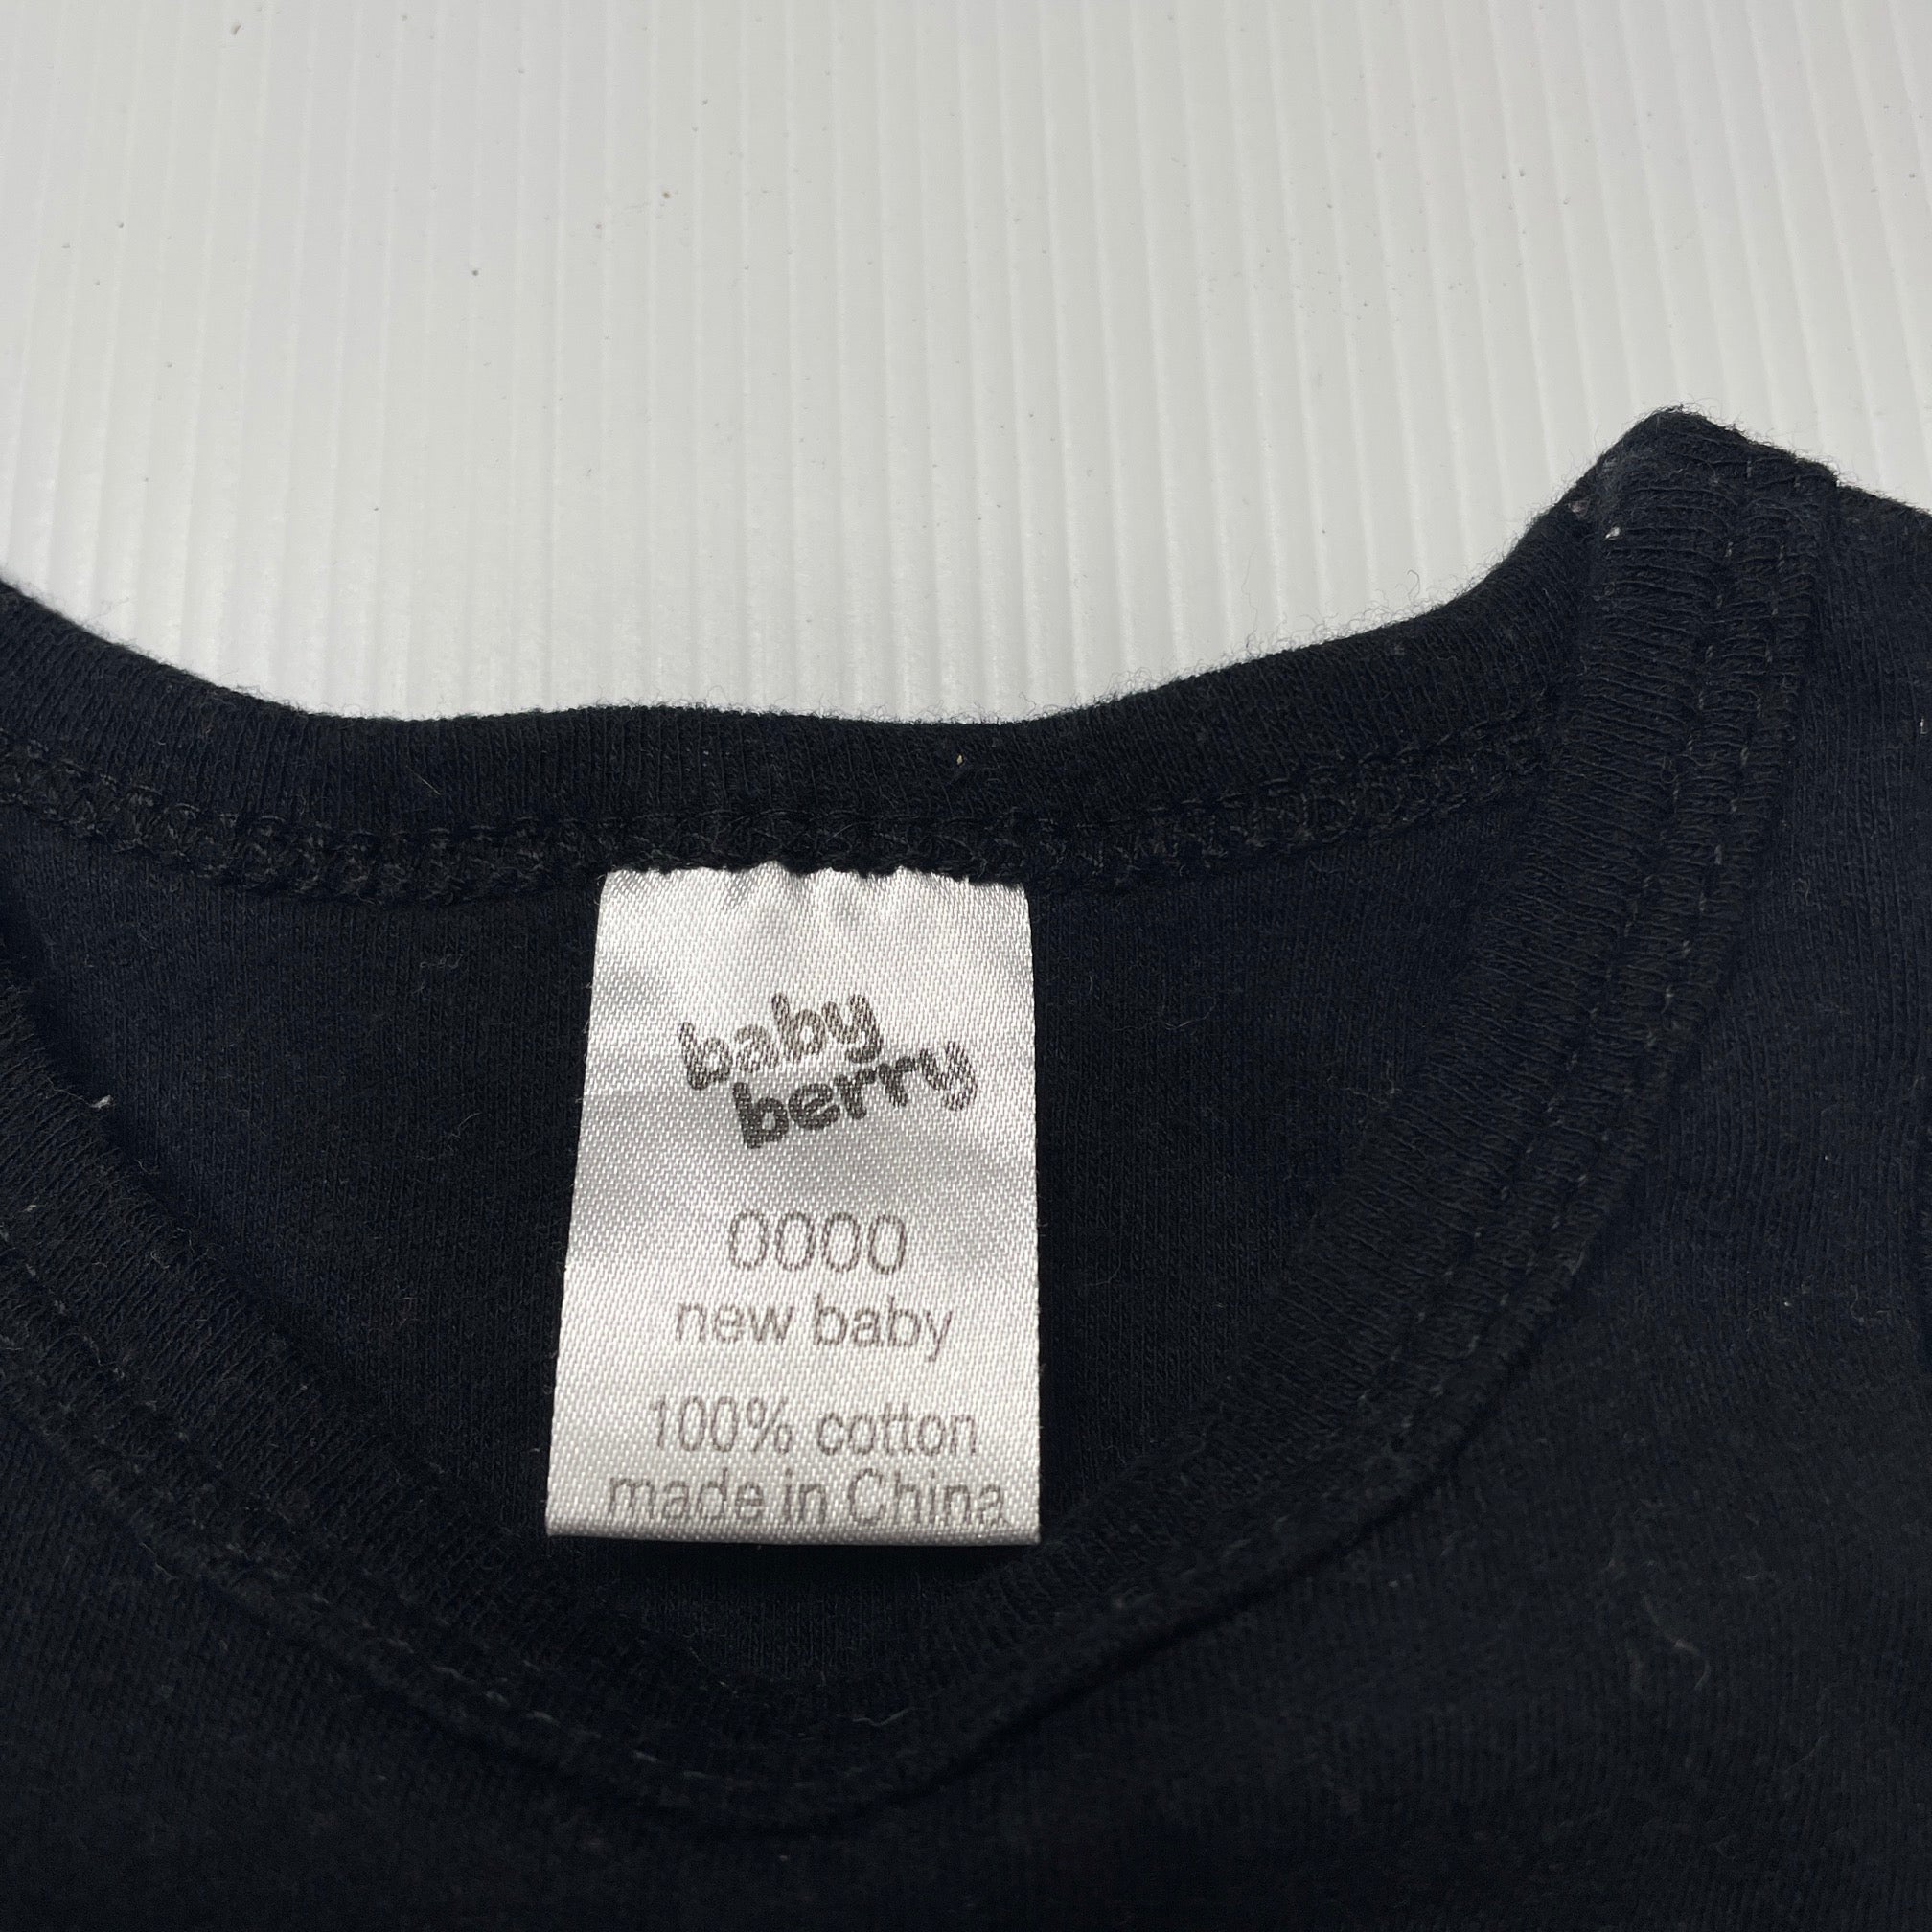 baby
berry
0000
new baby
100% cotton
made in China